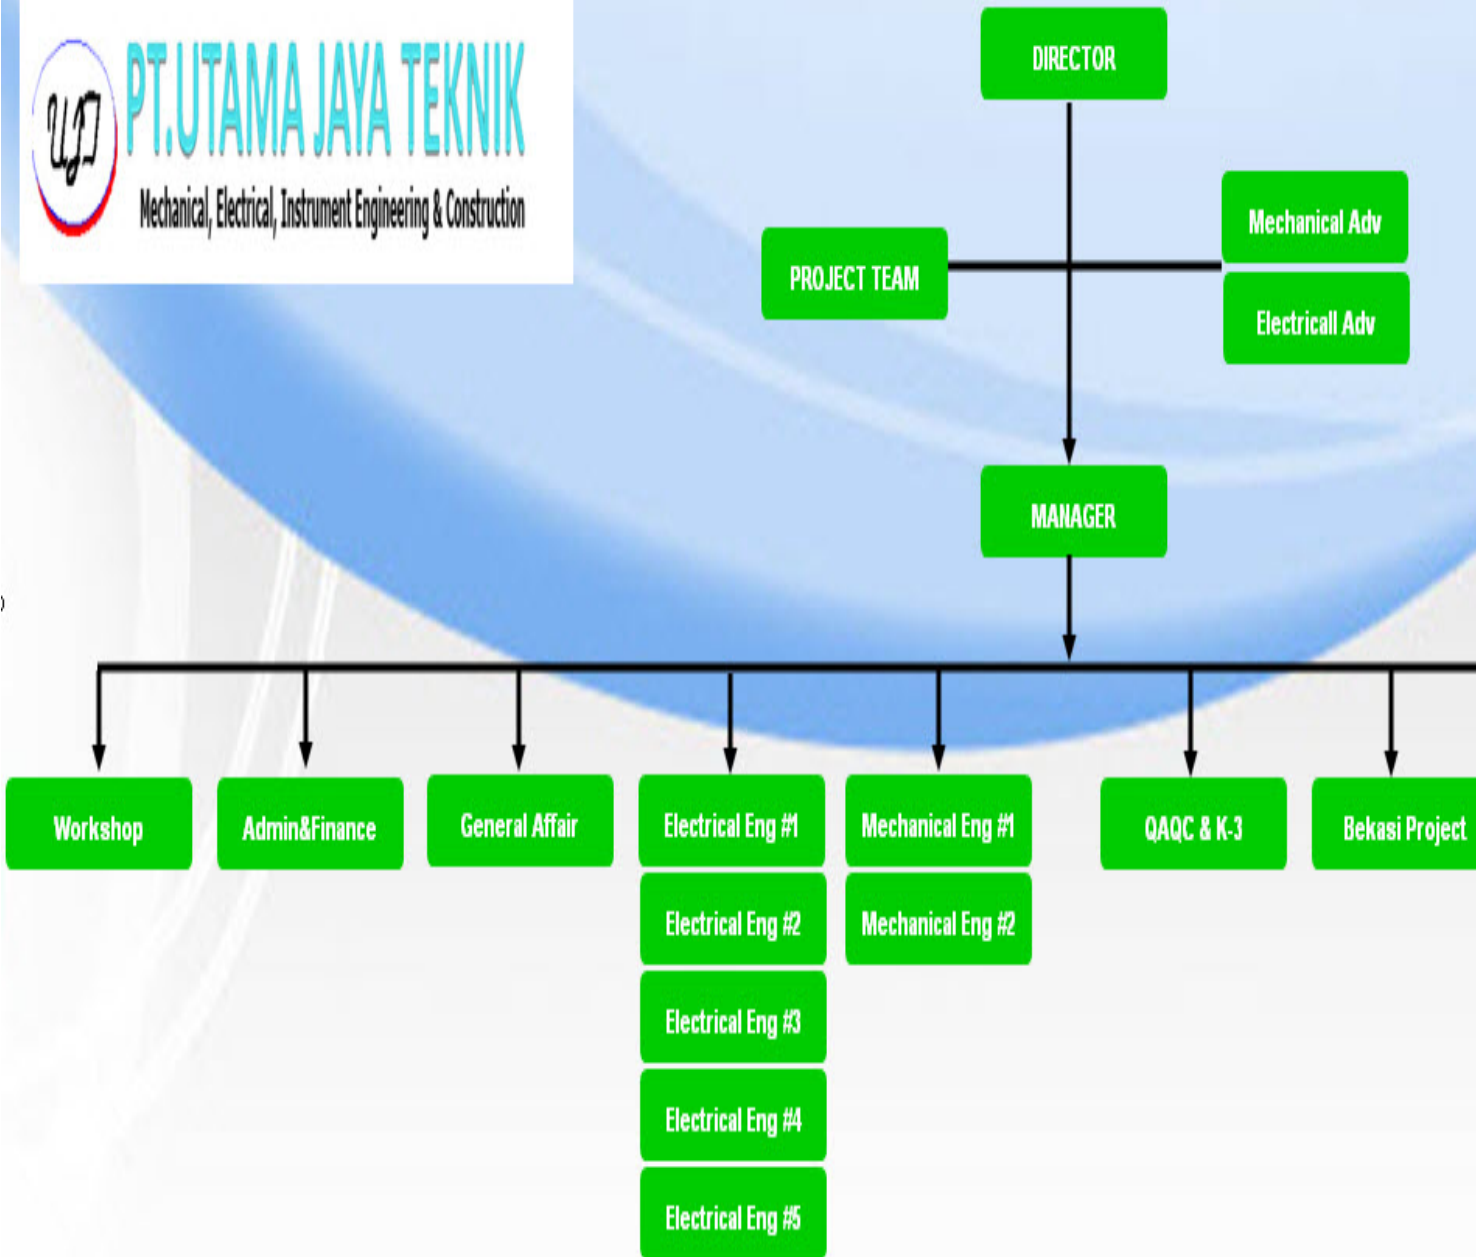 UJT
PT.UTAMA JAYA TEKNIK
Mechanical, Electrical, Instrument Engineering & Construction
DIRECTOR
Mechanical Adv
PROJECT TEAM
Electricall Adv
MANAGER
Workshop
Admin&Finance
General Affair
Electrical Eng #1
Mechanical Eng #1
QAQC & K-3
Bekasi Project
Electrical Eng #2
Mechanical Eng #2
Electrical Eng #3
Electrical Eng #4
Electrical Eng #5